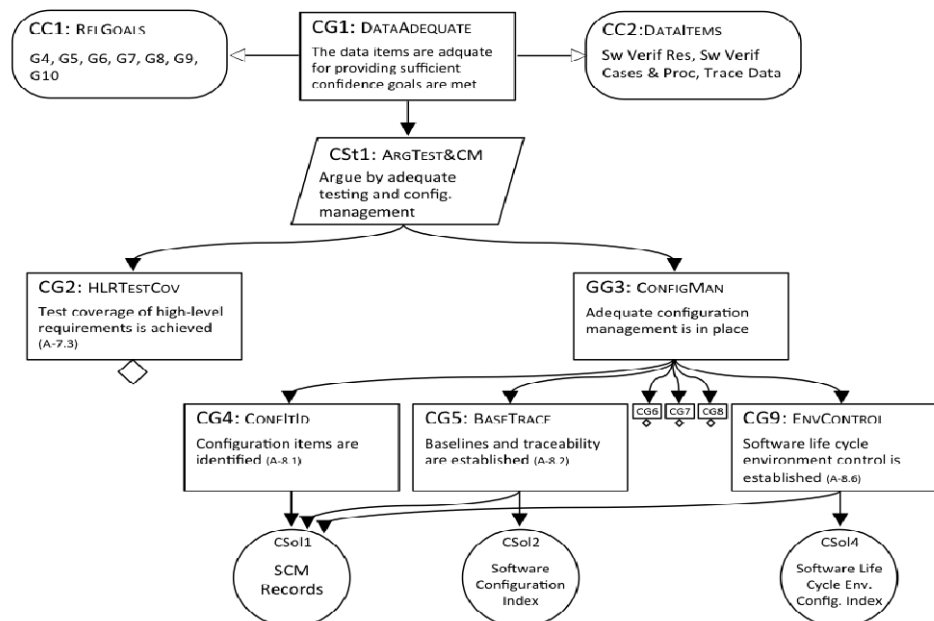 CC1: RELGOALS
G4, G5, G6, G7, G8, G9,
G10
CG1: DATAADEQUATE
The data items are adquate
for providing sufficient
confidence goals are met
CC2:DATAITEMS
Sw Verif Res, Sw Verif
Cases & Proc, Trace Data
CSt1: ARGTEST&CM
Argue by adequate
testing and config.
management
CG2: HLRTESTCOV
Test coverage of high-level
requirements is achieved
(A-7.3)
GG3: CONFIGMAN
Adequate configuration
management is in place
CG4: CONFITID
Configuration items are
identified (A-8.1)
CG5: BASETRACE
Baselines and traceability
are established (A-8.2)
CG6
CG7
CG8
CG9: ENVCONTROL
Software life cycle
environment control is
established (A-8.6)
CSol1
SCM
Records
CSol2
Software
Configuration
Index
CSol4
Software Life
Cycle Env.
Config. Index